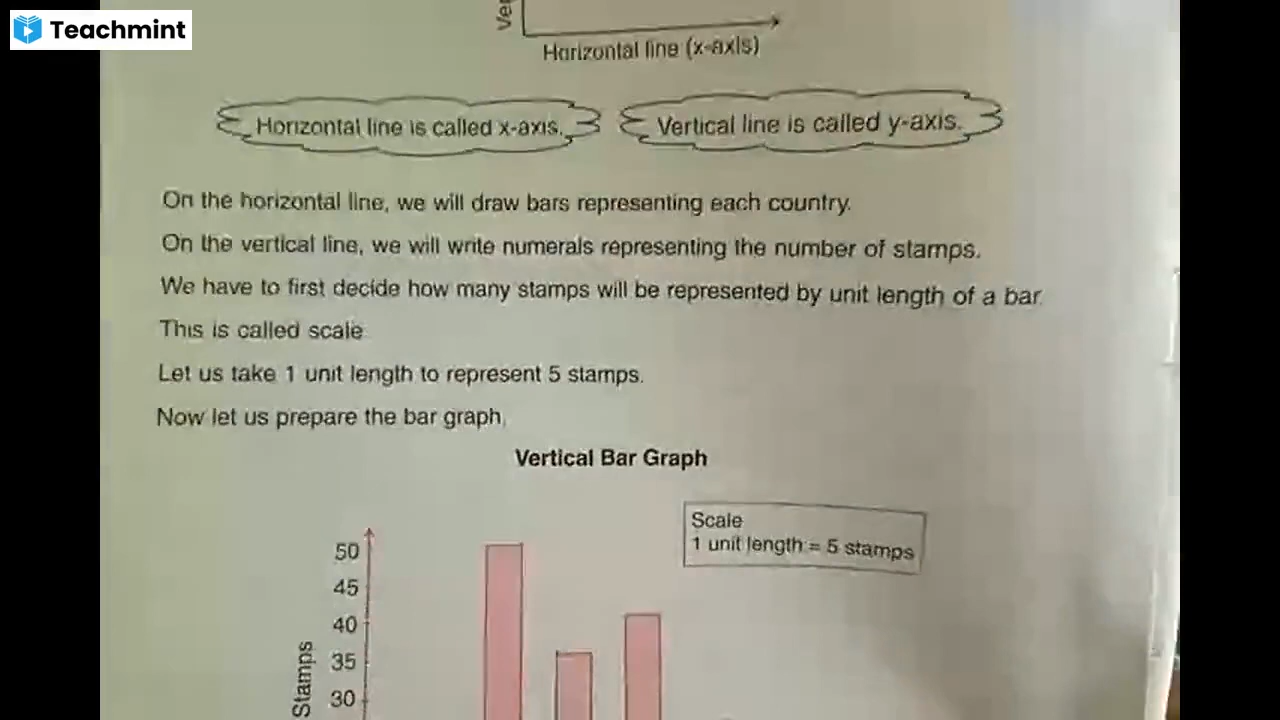 Teachmint
Ver
Horizontal line (x-axis)
Horizontal line is called x-axis.
Vertical line is called y-axis.
On the horizontal line, we will draw bars representing each country.
On the vertical line, we will write numerals representing the number of stamps.
We have to first decide how many stamps will be represented by unit length of a bar.
This is called scale
Let us take 1 unit length to represent 5 stamps.
Now let us prepare the bar graph.
Vertical Bar Graph
Scale
1 unit length = 5 stamps
50
45
40
35
30
Stamps